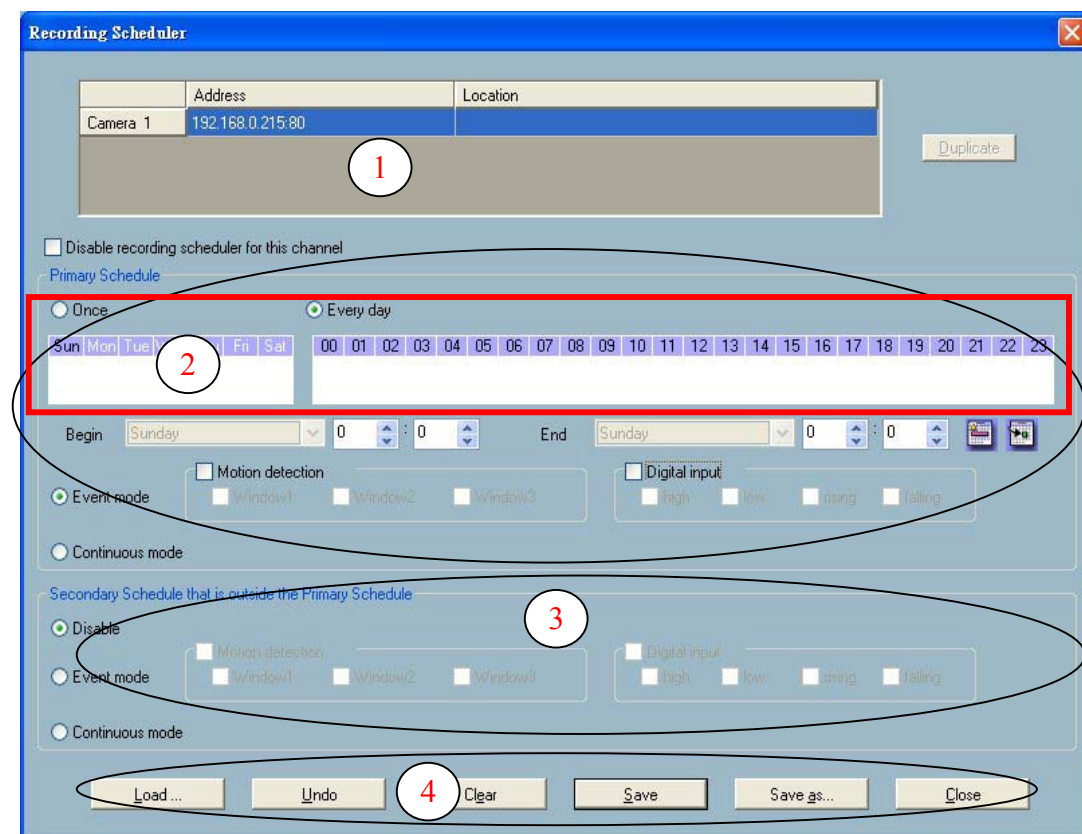 Recording Scheduler
Address Location
Camera 1 192.168.0.215:80
1
Duplicate
Disable recording scheduler for this channel
Primary Schedule
Once Every day
Sun Mon Tue Fri Sat 00 01 02 03 04 05 06 07 08 09 10 11 12 13 14 15 16 17 18 19 20 21 22 23
2
Begin Sunday 0 : 0 End Sunday 0 : 0
Motion detection Digital input
Event mode Window1 Window2 Window3 high low rising falling
Continuous mode
Secondary Schedule that is outside the Primary Schedule
3
Disable
Motion detection Digital input
Event mode Window1 Window2 Window3 high low rising falling
Continuous mode
Load ... Undo 4 Clear Save Save as... Close